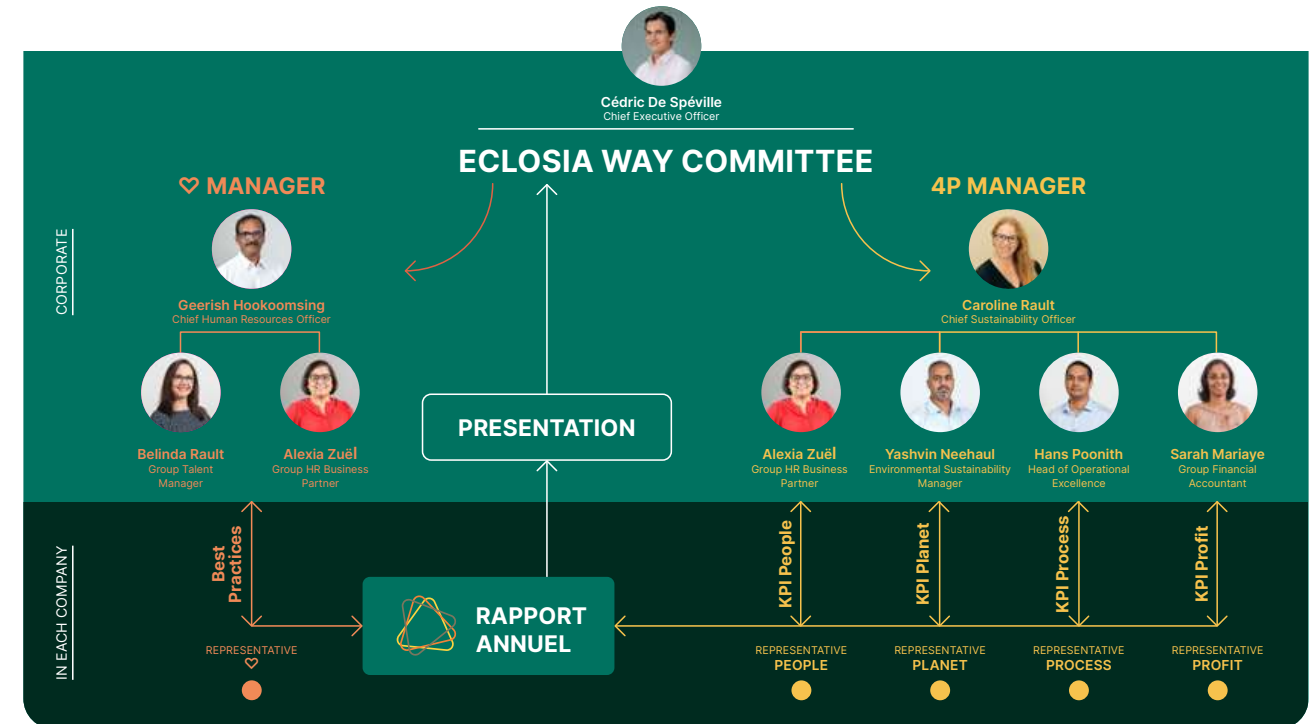 Cédric De Spéville
Chief Executive Officer
ECLOSIA WAY COMMITTEE
MANAGER
4P MANAGER
CORPORATE
Geerish Hookoomsing
Chief Human Resources Officer
Caroline Rault
Chief Sustainability Officer
Belinda Rault
Group Talent
Manager
Alexia Zuël
Group HR Business
Partner
PRESENTATION
Alexia Zuël
Group HR Business
Partner
Yashvin Neehaul
Environmental Sustainability
Manager
Hans Poonith
Head of Operational
Excellence
Sarah Mariaye
Group Financial
Accountant
IN EACH COMPANY
Best
Practices
KPI People
KPI Planet
KPI Process
KPI Profit
RAPPORT
ANNUEL
REPRESENTATIVE
♡
REPRESENTATIVE
PEOPLE
REPRESENTATIVE
PLANET
REPRESENTATIVE
PROCESS
REPRESENTATIVE
PROFIT